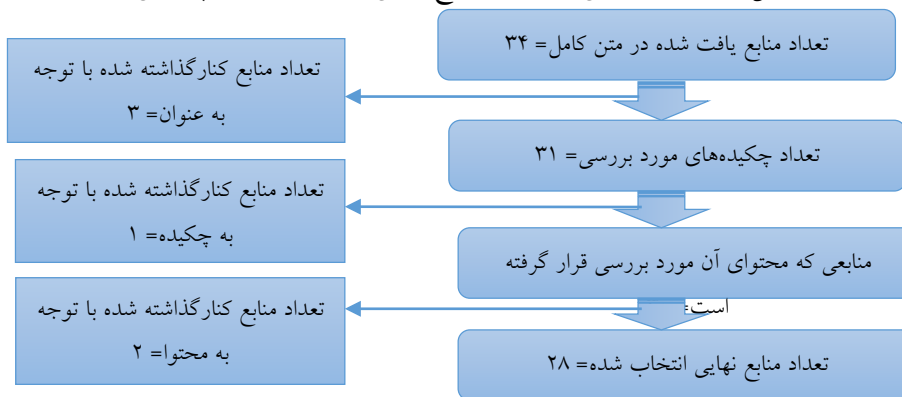 تعداد منابع یافت شده در متن کامل= ۳۴
تعداد منابع کنارگذاشته شده با توجه
به عنوان= ۳
تعداد چکیده‌های مورد بررسی= ۳۱
تعداد منابع کنارگذاشته شده با توجه
به چکیده= ۱
منابعی که محتوای آن مورد بررسی قرار گرفته
است=
تعداد منابع کنارگذاشته شده با توجه
به محتوا= ۲
تعداد منابع نهایی انتخاب شده= ۲۸